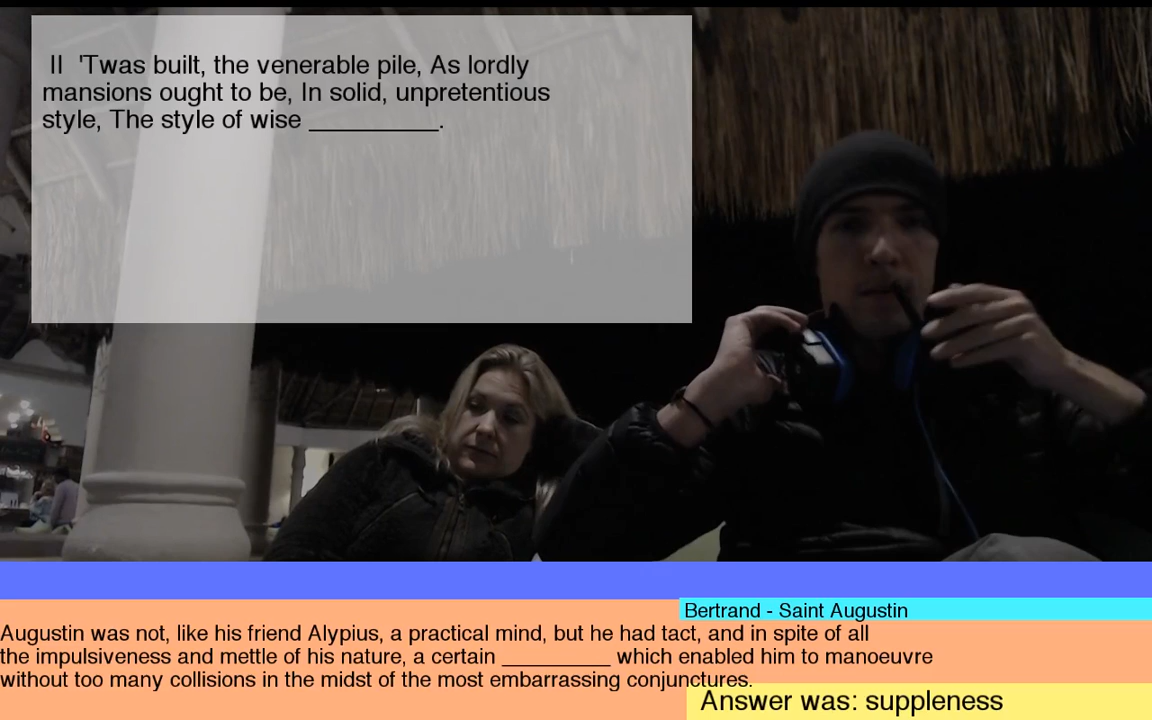 II 'Twas built, the venerable pile, As lordly
mansions ought to be, In solid, unpretentious
style, The style of wise __________.
Bertrand - Saint Augustin
Augustin was not, like his friend Alypius, a practical mind, but he had tact, and in spite of all
the impulsiveness and mettle of his nature, a certain __________ which enabled him to manoeuvre
without too many collisions in the midst of the most embarrassing conjunctures.
Answer was: suppleness